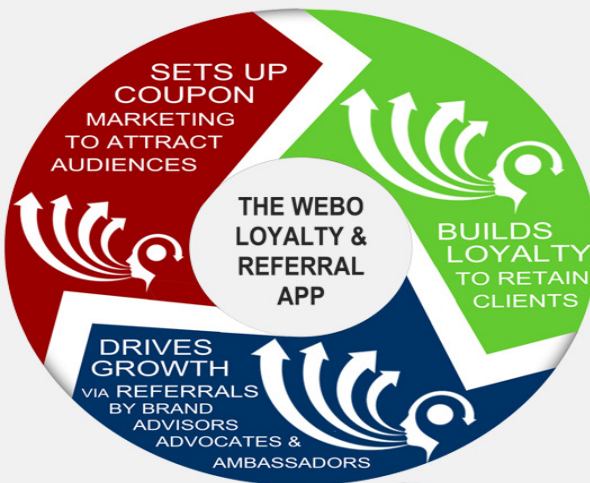 SETS UP
COUPON
MARKETING
TO ATTRACT
AUDIENCES
THE WEBO
LOYALTY &
REFERRAL
APP
BUILDS
LOYALTY
TO RETAIN
CLIENTS
DRIVES
GROWTH
VIA REFERRALS
BY BRAND
ADVISORS
ADVOCATES &
AMBASSADORS